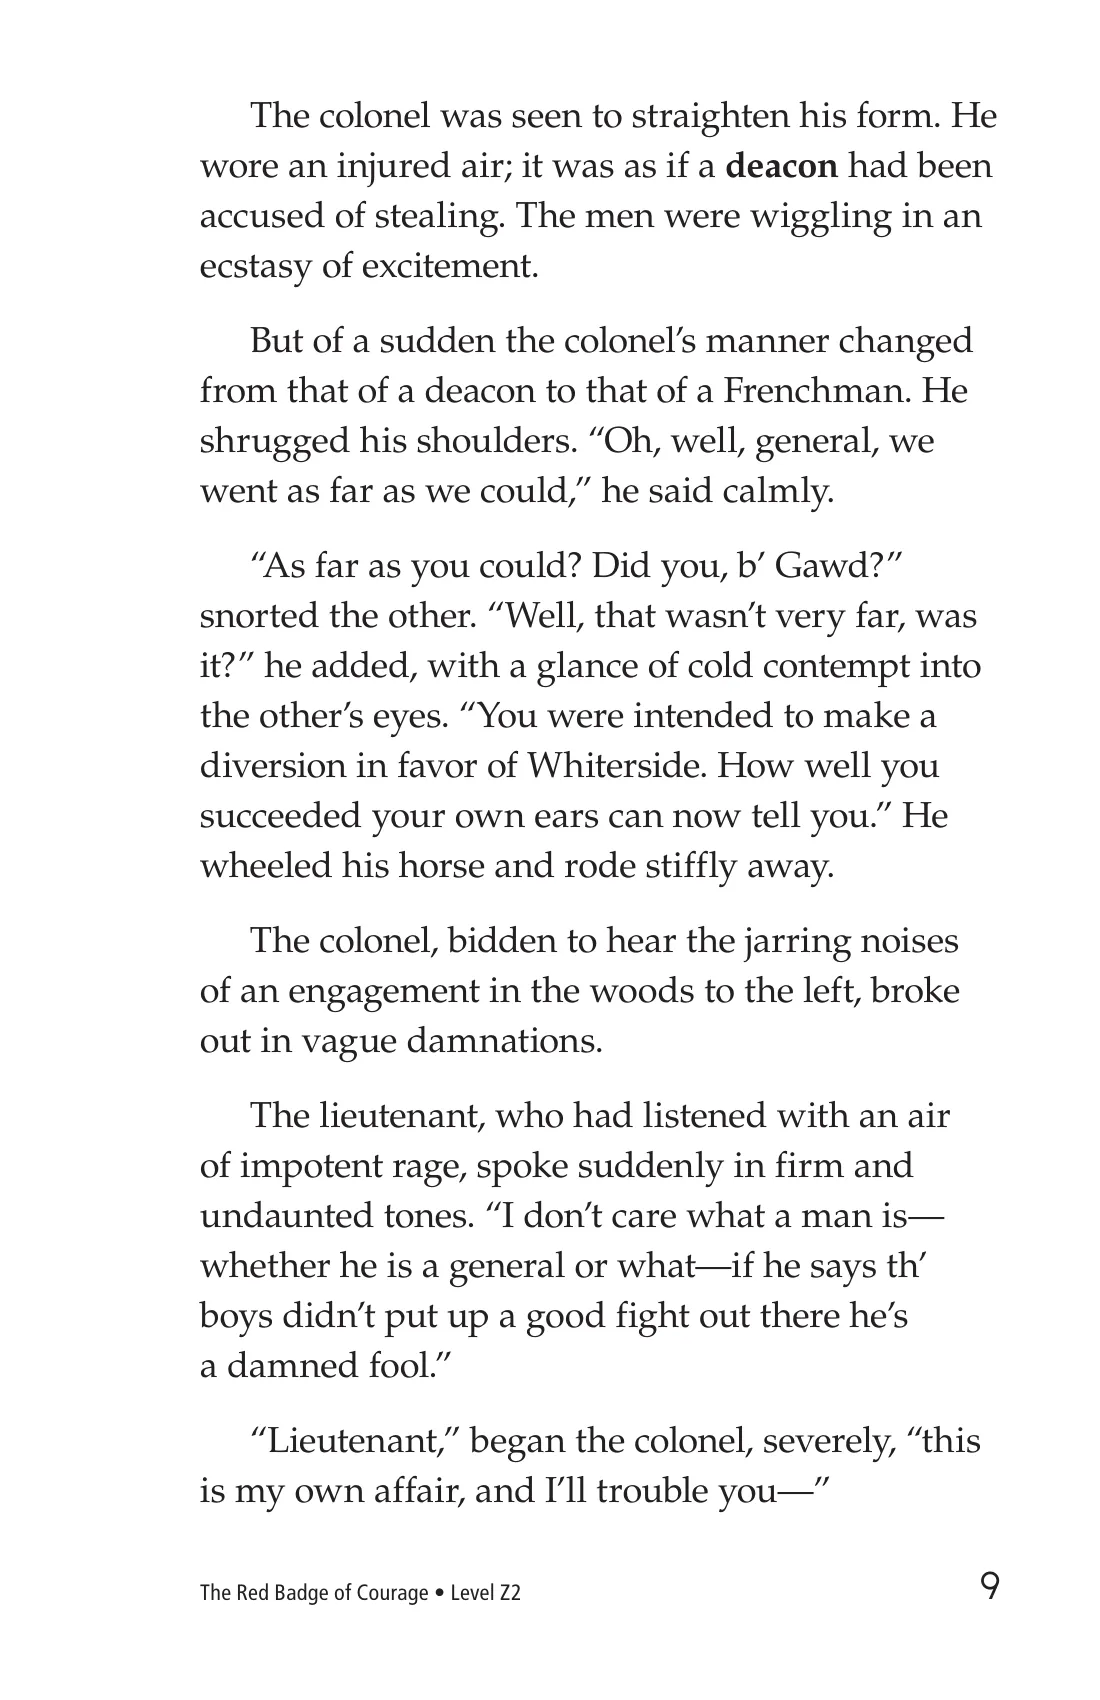 The colonel was seen to straighten his form. He
wore an injured air; it was as if a deacon had been
accused of stealing. The men were wiggling in an
ecstasy of excitement.
But of a sudden the colonel’s manner changed
from that of a deacon to that of a Frenchman. He
shrugged his shoulders. “Oh, well, general, we
went as far as we could,” he said calmly.
“As far as you could? Did you, b’ Gawd?”
snorted the other. “Well, that wasn’t very far, was
it?” he added, with a glance of cold contempt into
the other’s eyes. “You were intended to make a
diversion in favor of Whiterside. How well you
succeeded your own ears can now tell you.” He
wheeled his horse and rode stiffly away.
The colonel, bidden to hear the jarring noises
of an engagement in the woods to the left, broke
out in vague damnations.
The lieutenant, who had listened with an air
of impotent rage, spoke suddenly in firm and
undaunted tones. “I don’t care what a man is—
whether he is a general or what—if he says th’
boys didn’t put up a good fight out there he’s
a damned fool.”
“Lieutenant,” began the colonel, severely, “this
is my own affair, and I’ll trouble you—”
The Red Badge of Courage • Level Z2 9